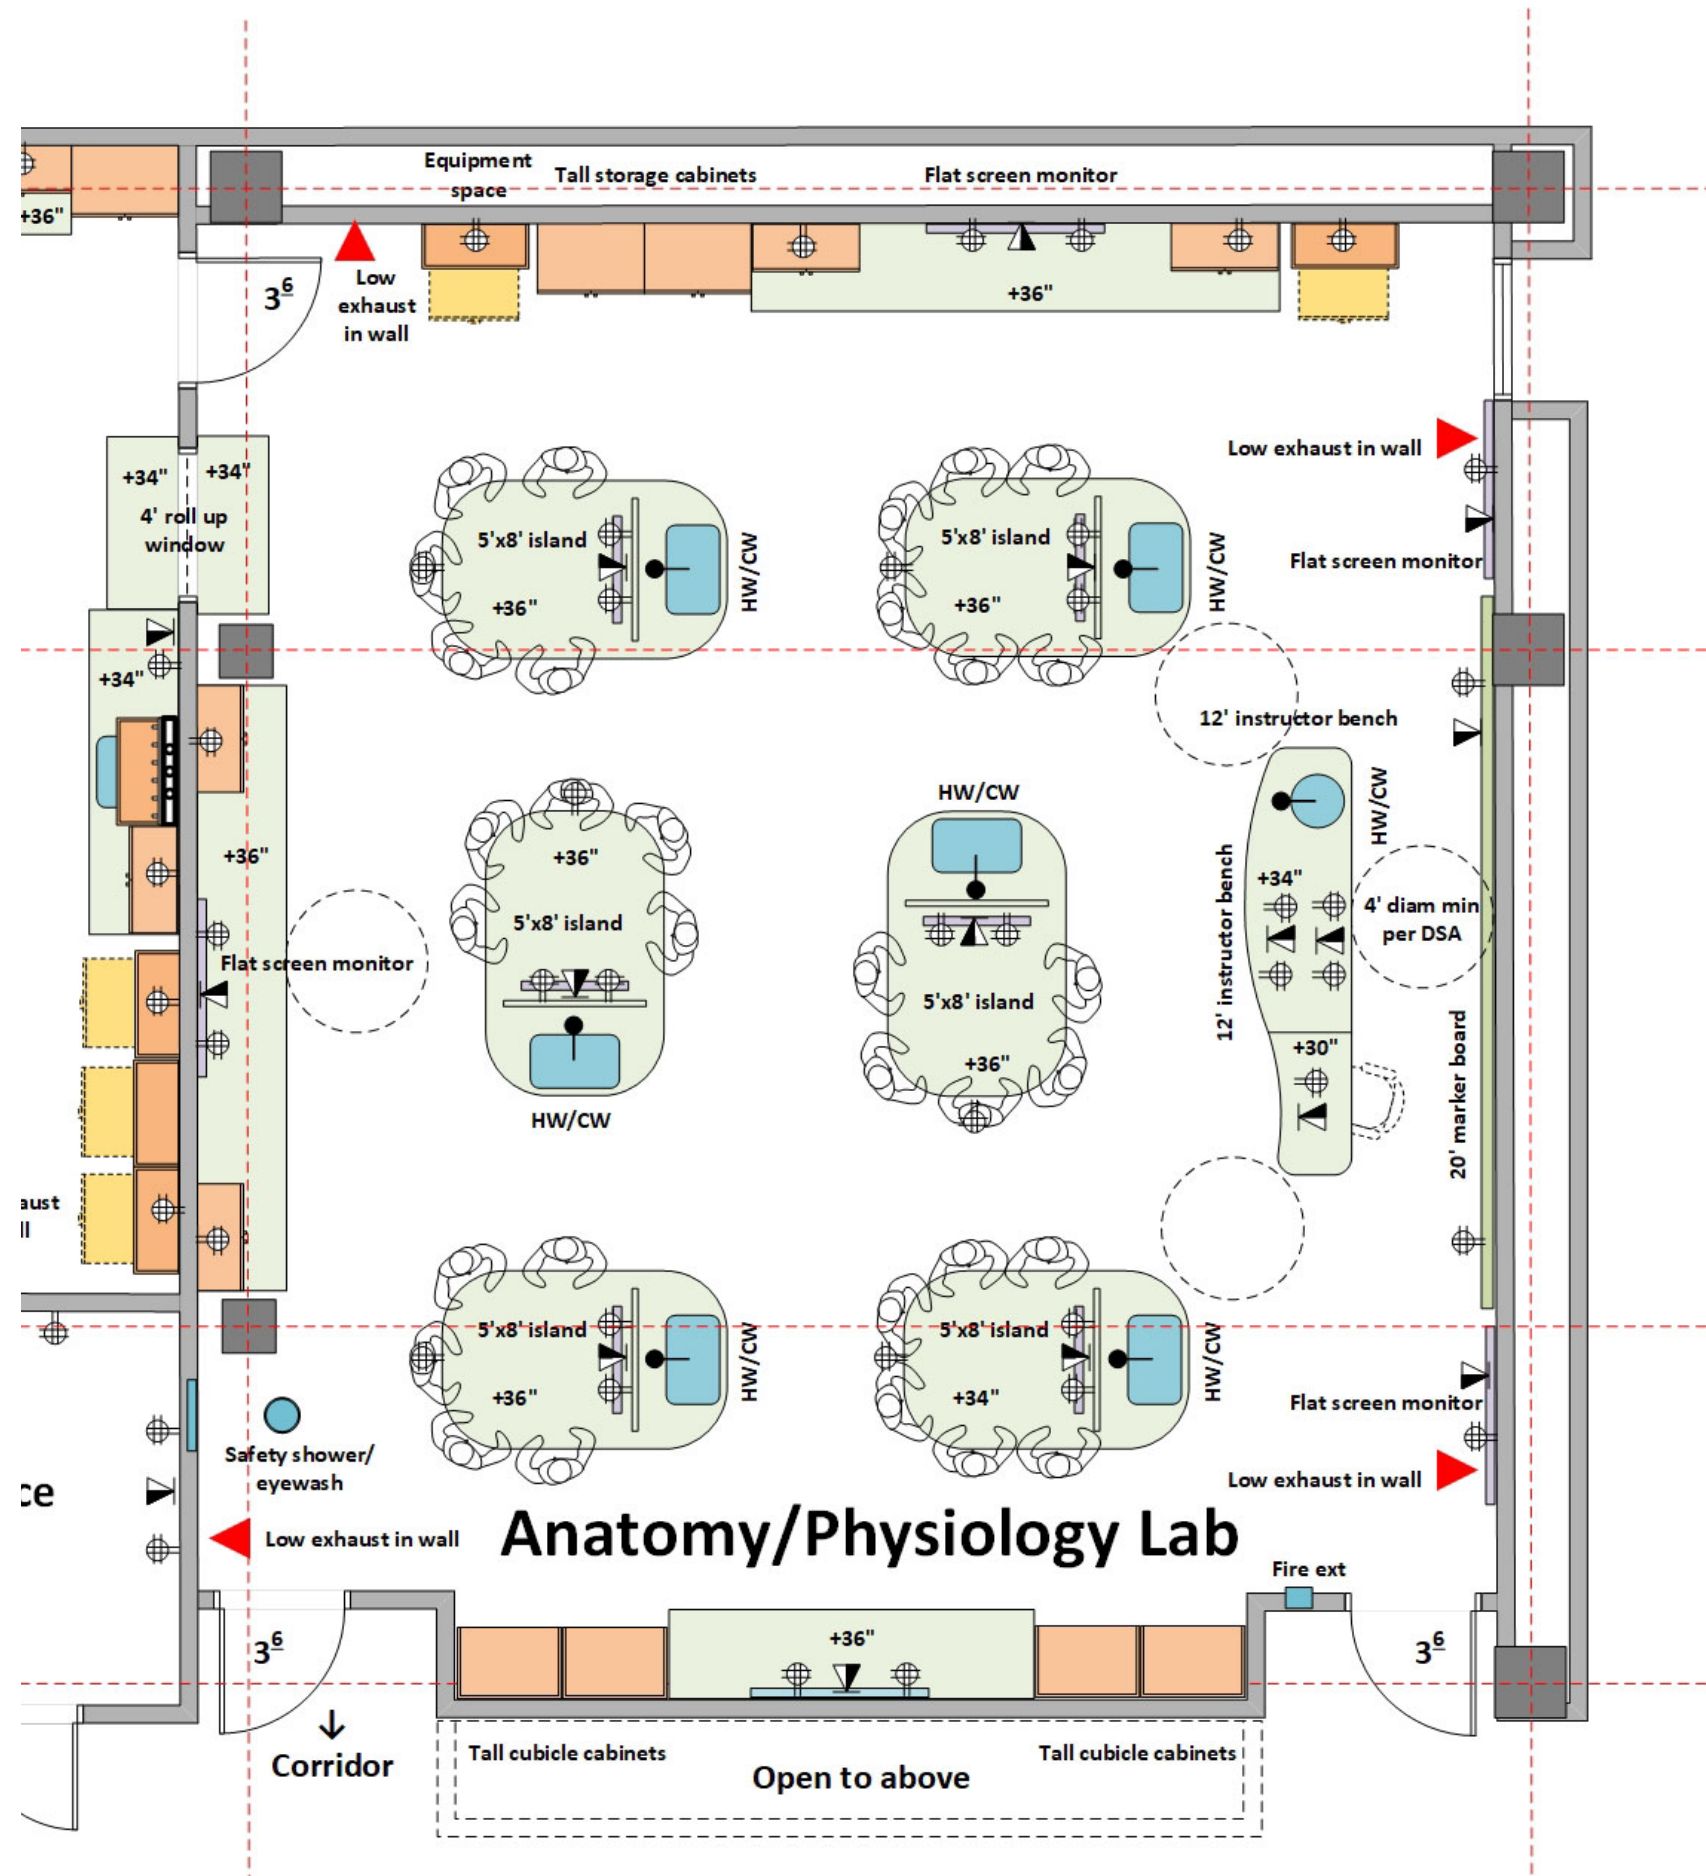 Equipment
space
Tall storage cabinets
Flat screen monitor
+36"
3 6
Low
exhaust
in wall
+36"
+34"
+34"
4' roll up
window
Low exhaust in wall
Flat screen monitor
5'x8' island
+36"
HW/CW
5'x8' island
+36"
HW/CW
+34"
+36"
Flat screen monitor
12' instructor bench
+36"
5'x8' island
HW/CW
HW/CW
5'x8' island
+36"
12' instructor bench
HW/CW
+34"
+30"
4' diam min
per DSA
20' marker board
5'x8' island
+36"
HW/CW
5'x8' island
+34"
HW/CW
Flat screen monitor
Low exhaust in wall
Safety shower/
eyewash
Low exhaust in wall
Anatomy/Physiology Lab
Fire ext
3 6
+36"
3 6
↓
Corridor
Tall cubicle cabinets
Open to above
Tall cubicle cabinets